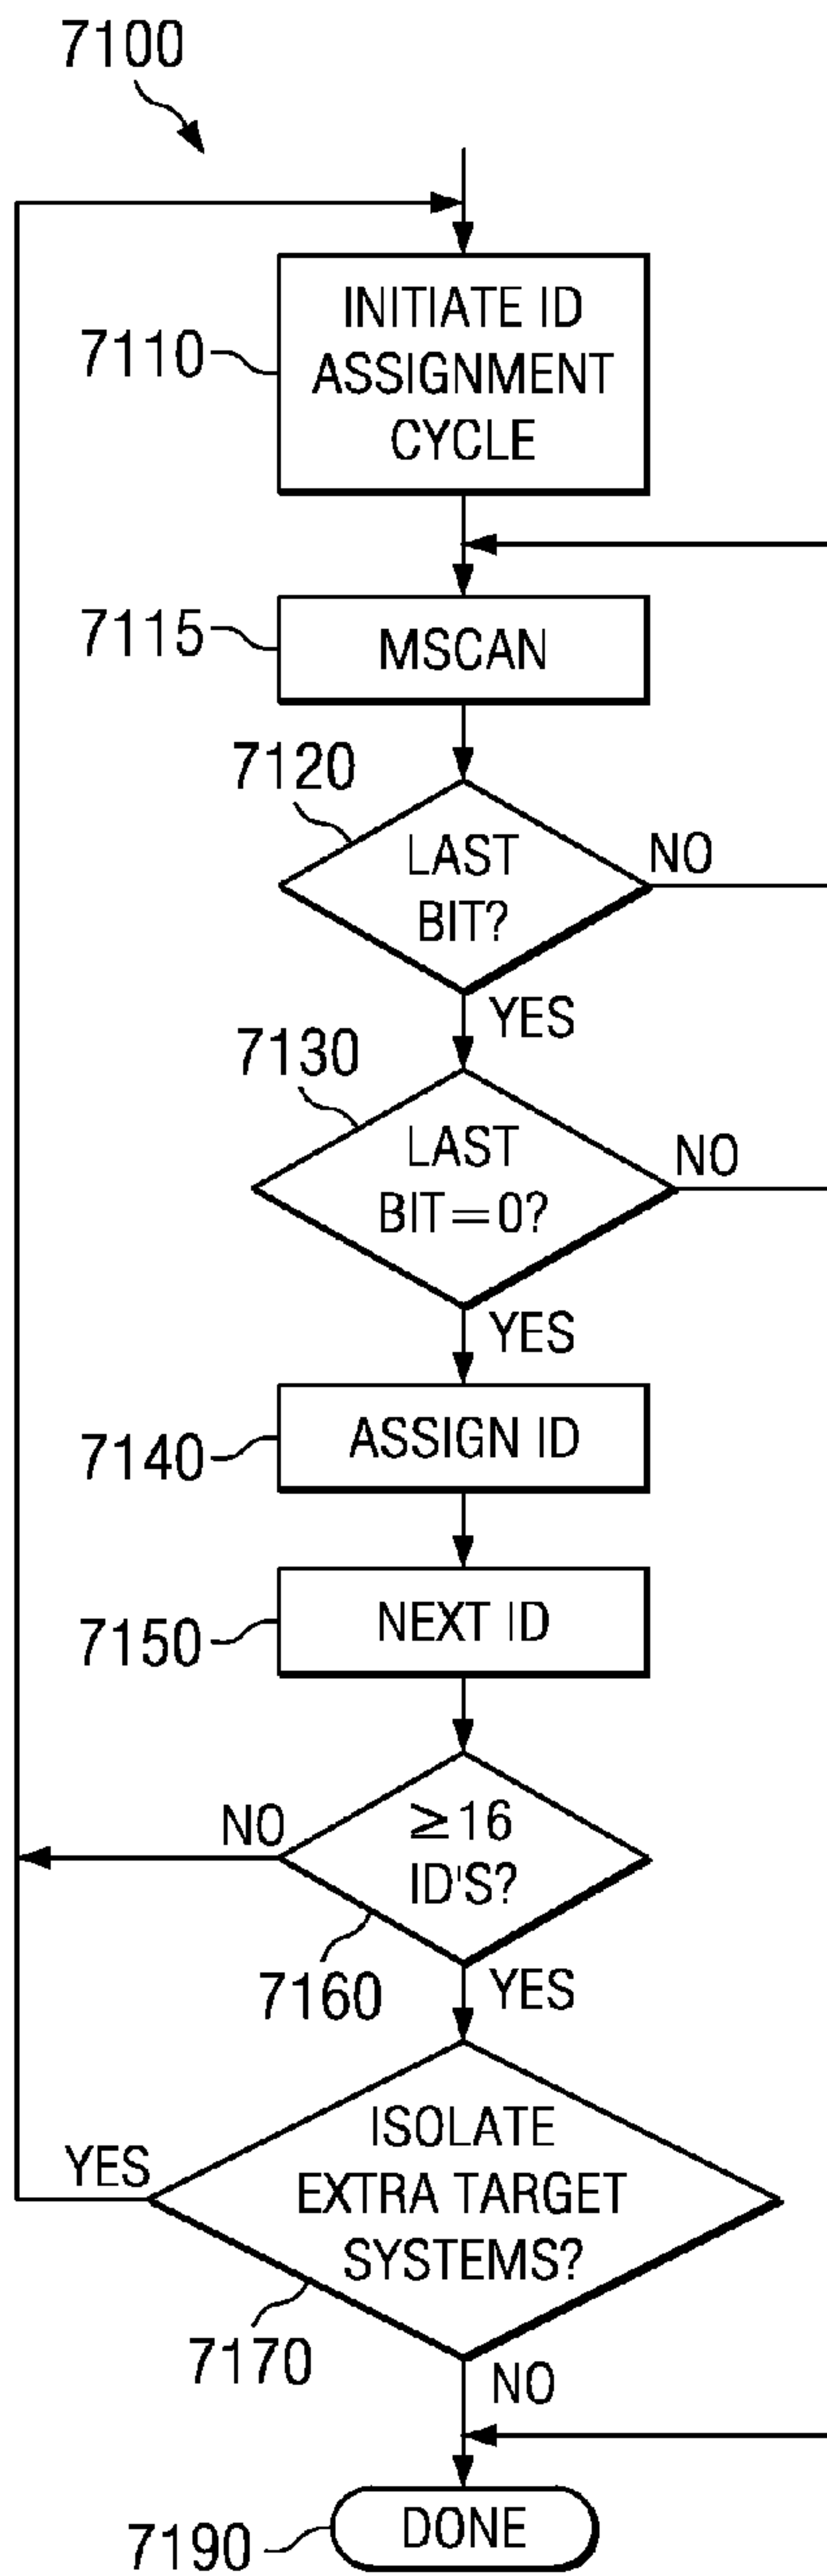 7100
INITIATE ID
ASSIGNMENT
CYCLE
7110
7115
MSCAN
7120
LAST
BIT?
NO
YES
7130
LAST
BIT=0?
NO
YES
7140
ASSIGN ID
7150
NEXT ID
NO
≥16
ID'S?
7160
YES
YES
ISOLATE
EXTRA TARGET
SYSTEMS?
7170
NO
7190
DONE